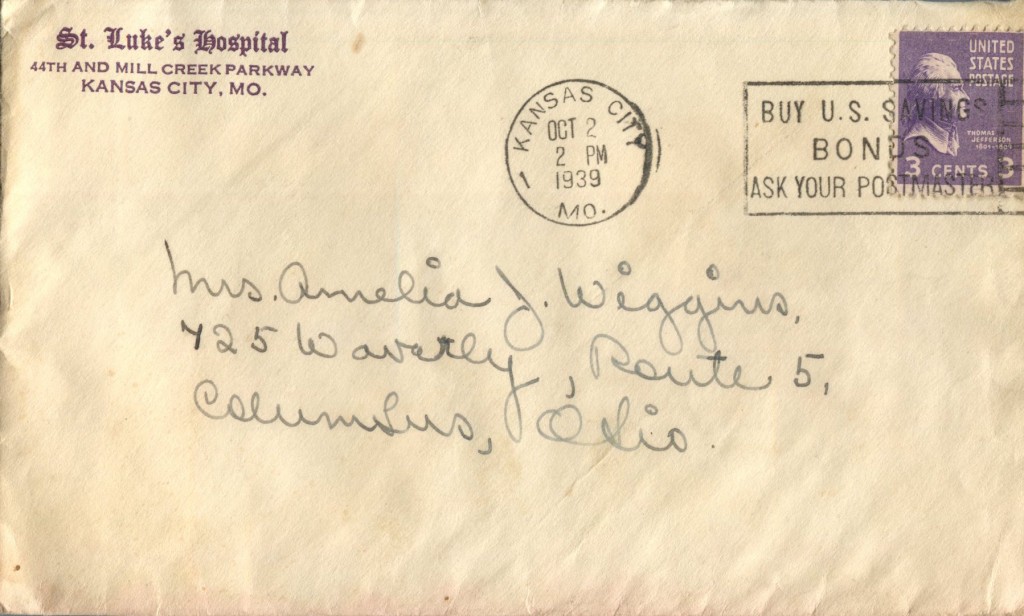 St. Luke's Hospital
44TH AND MILL CREEK PARKWAY
KANSAS CITY, MO.
KANSAS CITY
OCT 2
2 PM
1939
1
MO.
BUY U.S. SAVINGS
BONDS
ASK YOUR POSTMASTER
UNITED
STATES
POSTAGE
THOMAS
JEFFERSON
1801-1809
3 CENTS 3
Mrs. Amelia J. Wiggins,
725 Waverly, Route 5,
Columbus, Ohio.